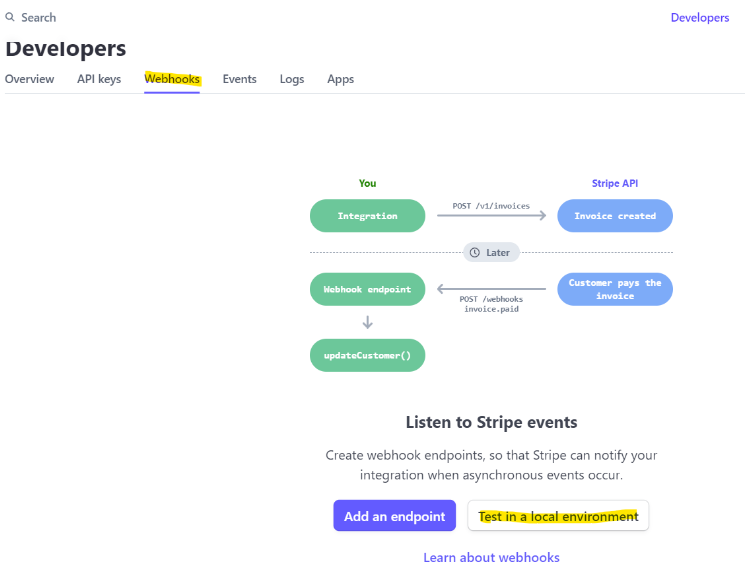 Search
Developers
Developers
Overview API keys Webhooks Events Logs Apps
You
Stripe API
Integration
POST /v1/invoices
Invoice created
Later
Webhook endpoint
POST /webhooks
invoice.paid
Customer pays the
invoice
updateCustomer()
Listen to Stripe events
Create webhook endpoints, so that Stripe can notify your
integration when asynchronous events occur.
Add an endpoint
Test in a local environment
Learn about webhooks